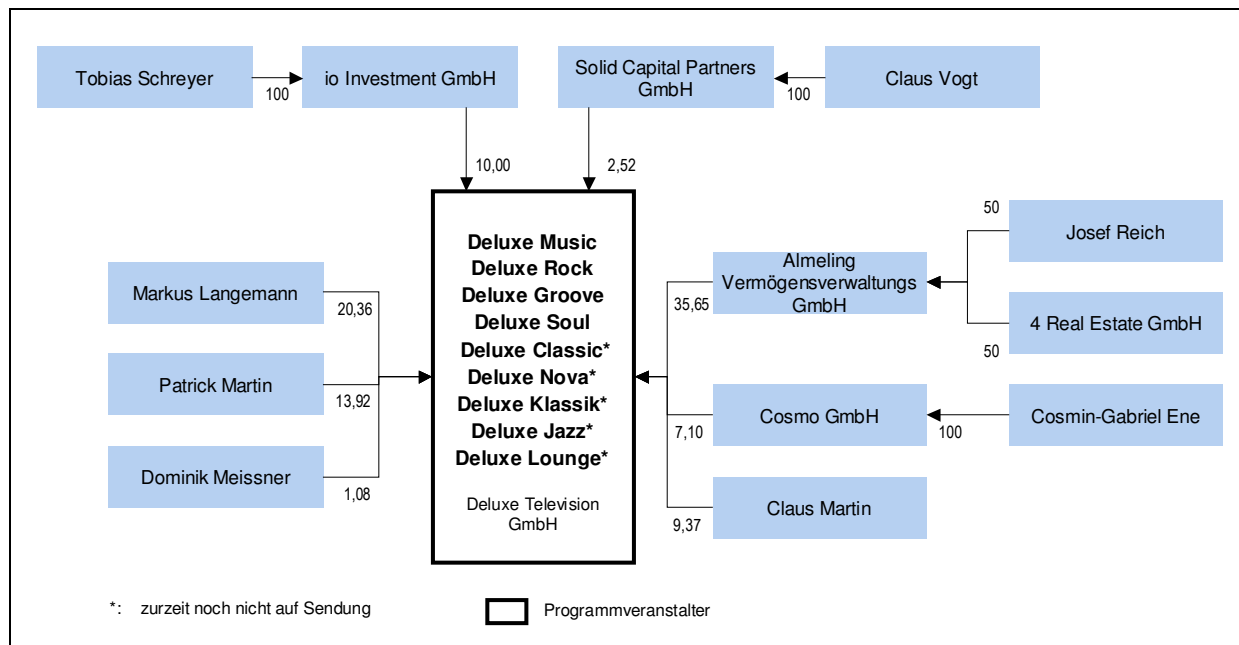 Tobias Schreyer
100
io Investment GmbH
Solid Capital Partners
GmbH
100
Claus Vogt
10,00
2,52
Markus Langemann
20,36
Patrick Martin
13,92
Dominik Meissner
1,08
Deluxe Music
Deluxe Rock
Deluxe Groove
Deluxe Soul
Deluxe Classic*
Deluxe Nova*
Deluxe Klassik*
Deluxe Jazz*
Deluxe Lounge*
Deluxe Television
GmbH
35,65
Almeling
Vermögensverwaltungs
GmbH
50
Josef Reich
4 Real Estate GmbH
50
7,10
Cosmo GmbH
100
Cosmin-Gabriel Ene
9,37
Claus Martin
*: zurzeit noch nicht auf Sendung
Programmveranstalter